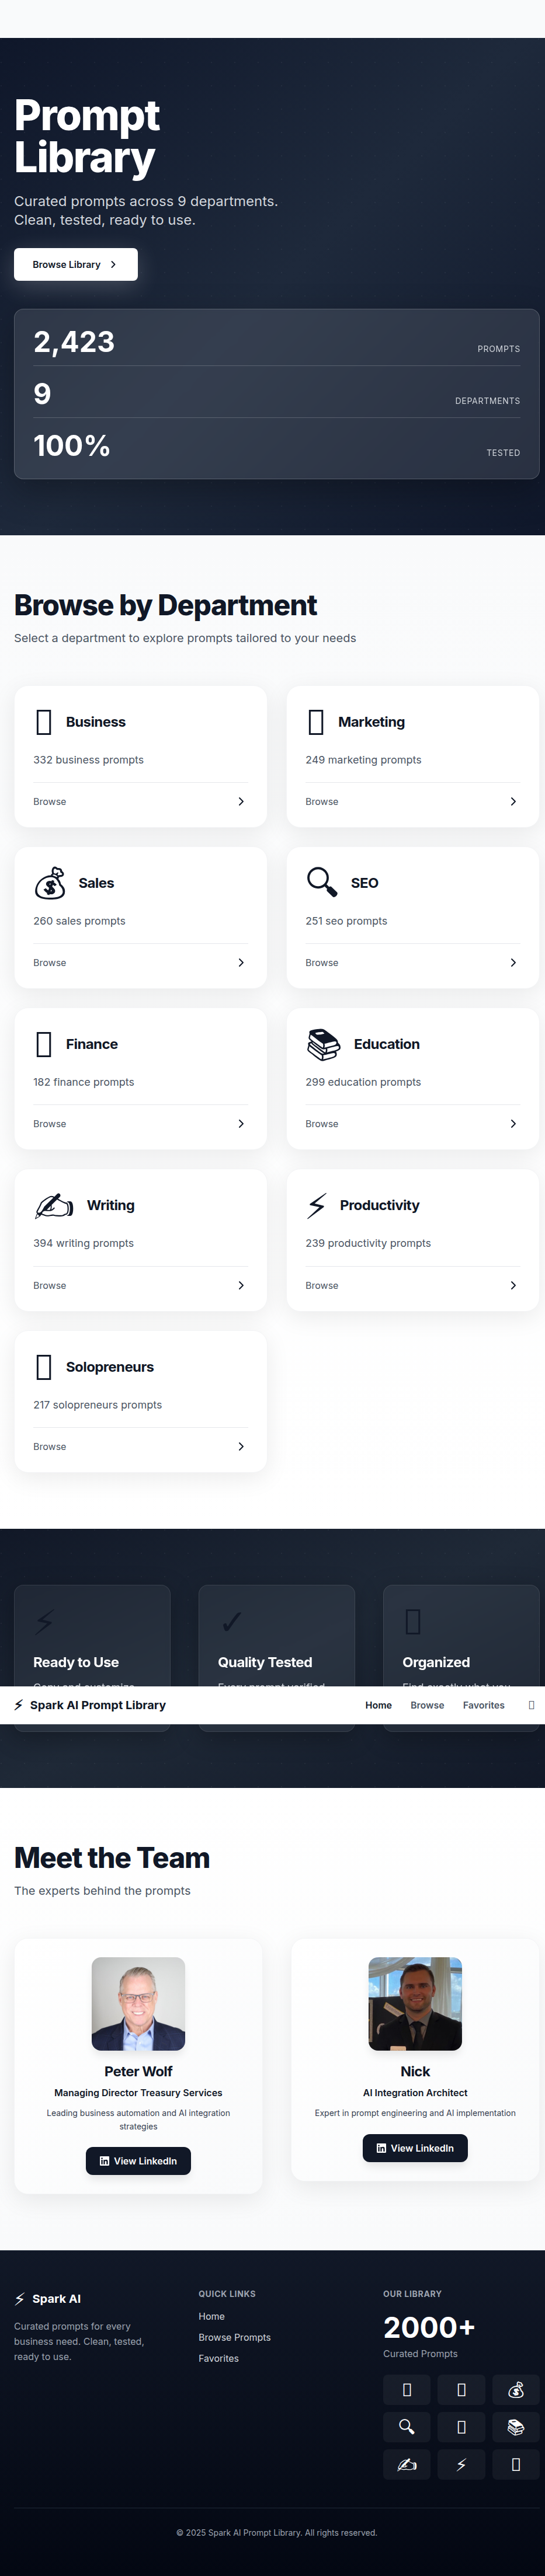 Prompt
Library
Curated prompts across 9 departments.
Clean, tested, ready to use.
Browse Library
2,423
PROMPTS
9
DEPARTMENTS
100%
TESTED
Browse by Department
Select a department to explore prompts tailored to your needs
Business
332 business prompts
Browse
Marketing
249 marketing prompts
Browse
Sales
260 sales prompts
Browse
SEO
251 seo prompts
Browse
Finance
182 finance prompts
Browse
Education
299 education prompts
Browse
Writing
394 writing prompts
Browse
Productivity
239 productivity prompts
Browse
Solopreneurs
217 solopreneurs prompts
Browse
Ready to Use
Quality Tested
Organized
Spark AI Prompt Library
Home
Browse
Favorites
Meet the Team
The experts behind the prompts
Peter Wolf
Managing Director Treasury Services
Leading business automation and AI integration
strategies
View LinkedIn
Nick
AI Integration Architect
Expert in prompt engineering and AI implementation
View LinkedIn
Spark AI
Curated prompts for every
business need. Clean, tested,
ready to use.
QUICK LINKS
Home
Browse Prompts
Favorites
OUR LIBRARY
2000+
Curated Prompts
© 2025 Spark AI Prompt Library. All rights reserved.